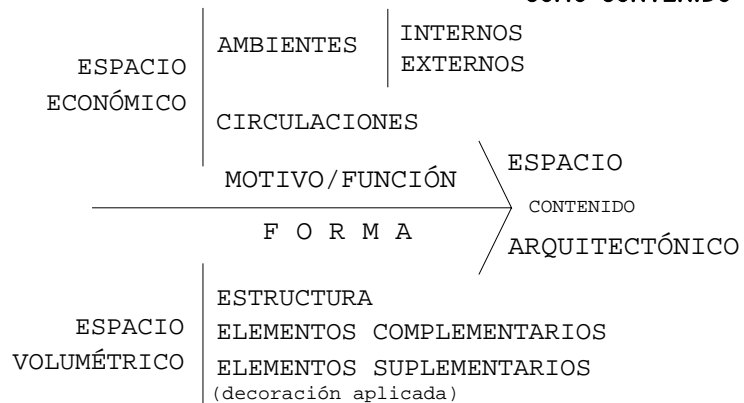 AMBIENTES
INTERNOS
EXTERNOS
ESPACIO
ECONÓMICO
CIRCULACIONES
MOTIVO/FUNCIÓN
ESPACIO
CONTENIDO
ARQUITECTÓNICO
F O R M A
ESPACIO
VOLUMÉTRICO
ESTRUCTURA
ELEMENTOS COMPLEMENTARIOS
ELEMENTOS SUPLEMENTARIOS
(decoración aplicada)